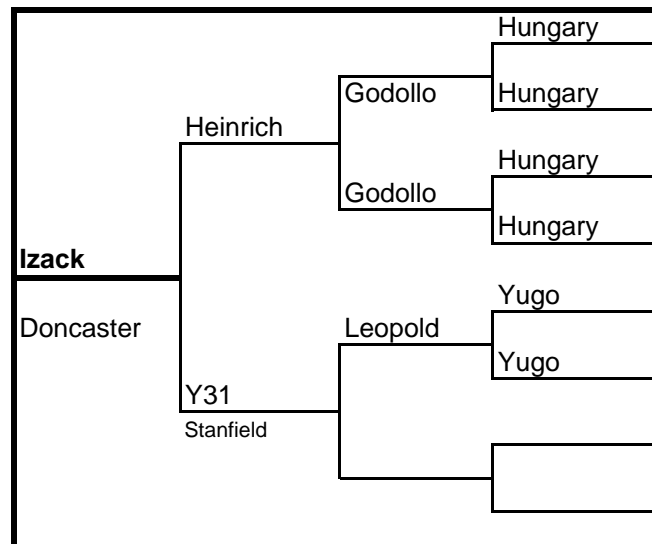 Hungary
Godollo
Hungary
Heinrich
Hungary
Godollo
Hungary
Izack
Yugo
Doncaster
Leopold
Yugo
Y31
Stanfield